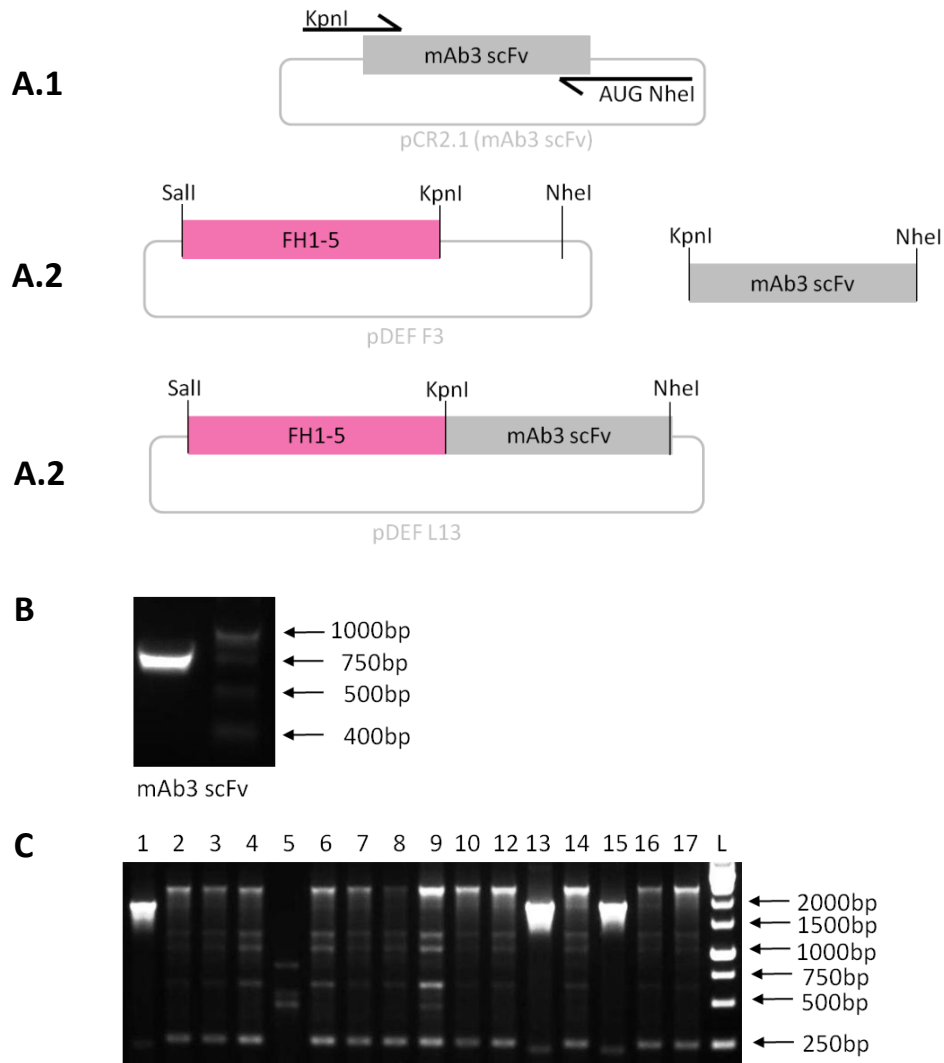 A.1
KpnI
mAb3 scFv
AUG NheI
pCR2.1 (mAb3 scFv)
A.2
SalI
KpnI
NheI
FH1-5
pDEF F3
KpnI
NheI
mAb3 scFv
A.2
SalI
KpnI
NheI
FH1-5
mAb3 scFv
pDEF L13
B
1000bp
750bp
500bp
400bp
mAb3 scFv
C
1 2 3 4 5 6 7 8 9 10 12 13 14 15 16 17 L
2000bp
1500bp
1000bp
750bp
500bp
250bp